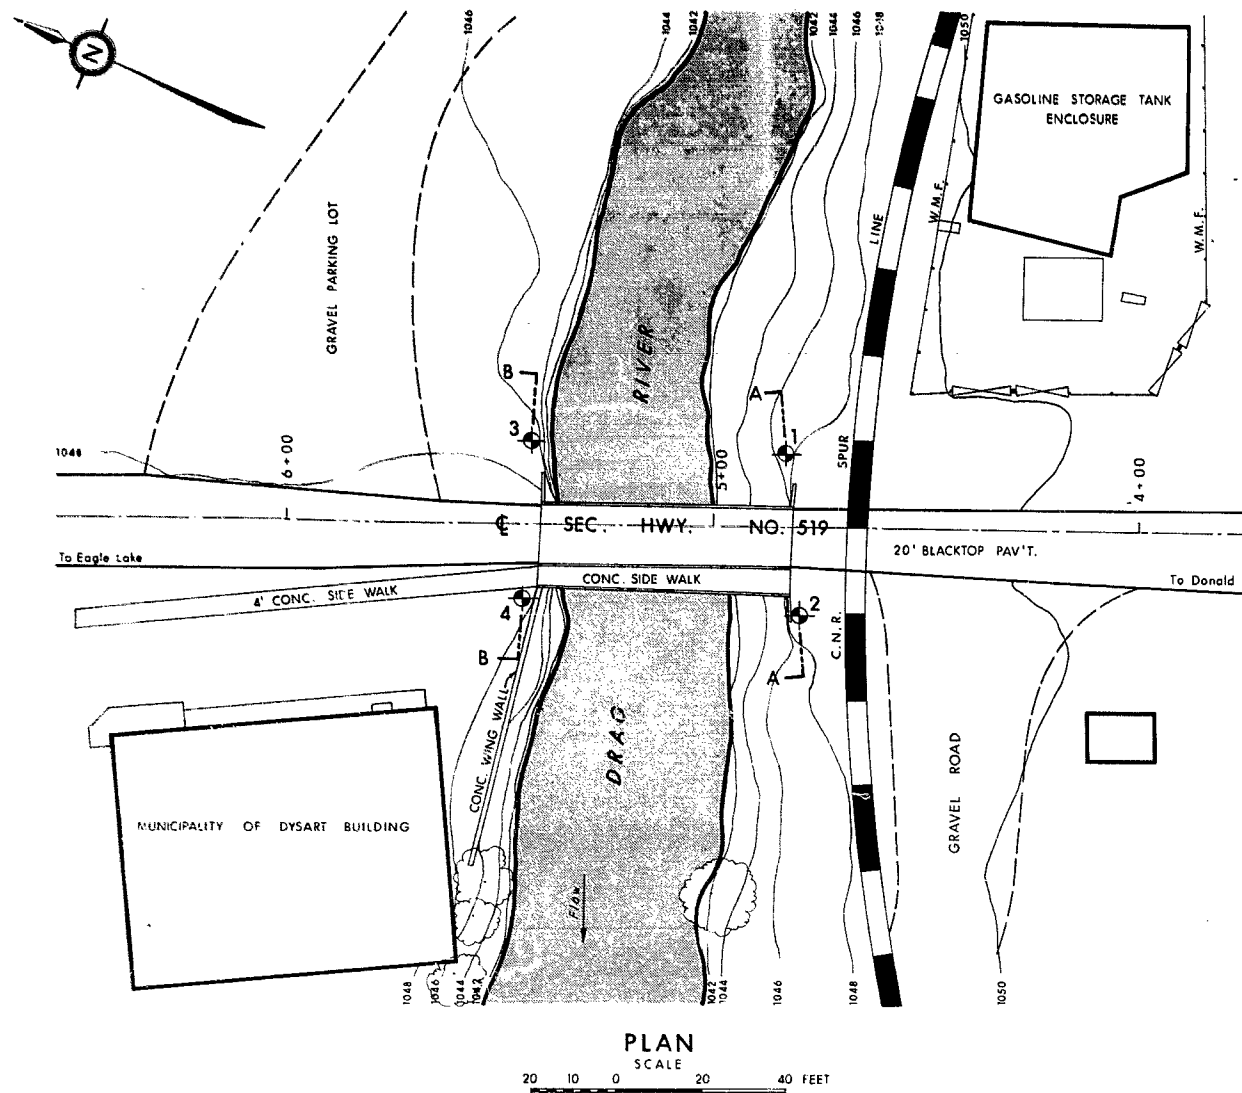 1046
1044
1042
1042
1044
1046
1048
1050
N
GASOLINE STORAGE TANK
ENCLOSURE
GRAVEL PARKING LOT
LINE
W.M.F.
W.M.F.
RIVER
B
A
3
1
SPUR
1048
6+00
5+00
4+00
℄ SEC. HWY. NO. 519
To Eagle Lake
20' BLACKTOP PAV'T.
To Donald
CONC. SIDE WALK
4' CONC. SIDE WALK
4
2
C.N.R.
B
A
CONC. WING WALL
DRAG
GRAVEL ROAD
MUNICIPALITY OF DYSART BUILDING
Flow
1048
1046
1044
1042
1042
1044
1046
1048
1050
PLAN
SCALE
20 10 0 20 40 FEET